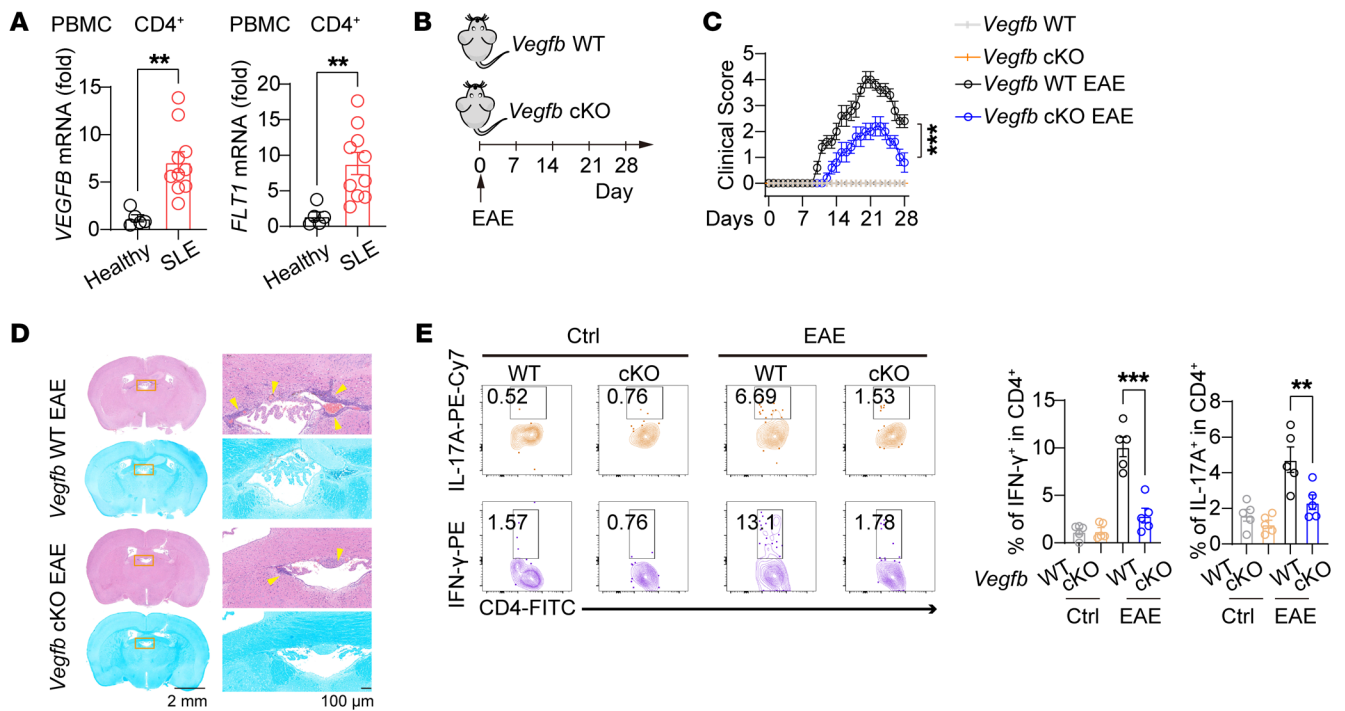 A
PBMC CD4⁺
VEGFB mRNA (fold)
15
10
5
0
**
Healthy
SLE
PBMC CD4⁺
FLT1 mRNA (fold)
20
15
10
5
0
**
Healthy
SLE
B
Vegfb WT
Vegfb cKO
0 7 14 21 28
Day
EAE
C
Clinical Score
5
4
3
2
1
0
Days 0 7 14 21 28
***
Vegfb WT
Vegfb cKO
Vegfb WT EAE
Vegfb cKO EAE
D
Vegfb WT EAE
Vegfb cKO EAE
2 mm
100 µm
E
Ctrl EAE
WT cKO WT cKO
IL-17A-PE-Cy7
0.52 0.76 6.69 1.53
IFN-γ-PE
1.57 0.76 13.1 1.78
CD4-FITC
% of IFN-γ⁺ in CD4⁺
15
10
5
0
***
Vegfb WT cKO WT cKO
Ctrl EAE
% of IL-17A⁺ in CD4⁺
8
6
4
2
0
**
WT cKO WT cKO
Ctrl EAE